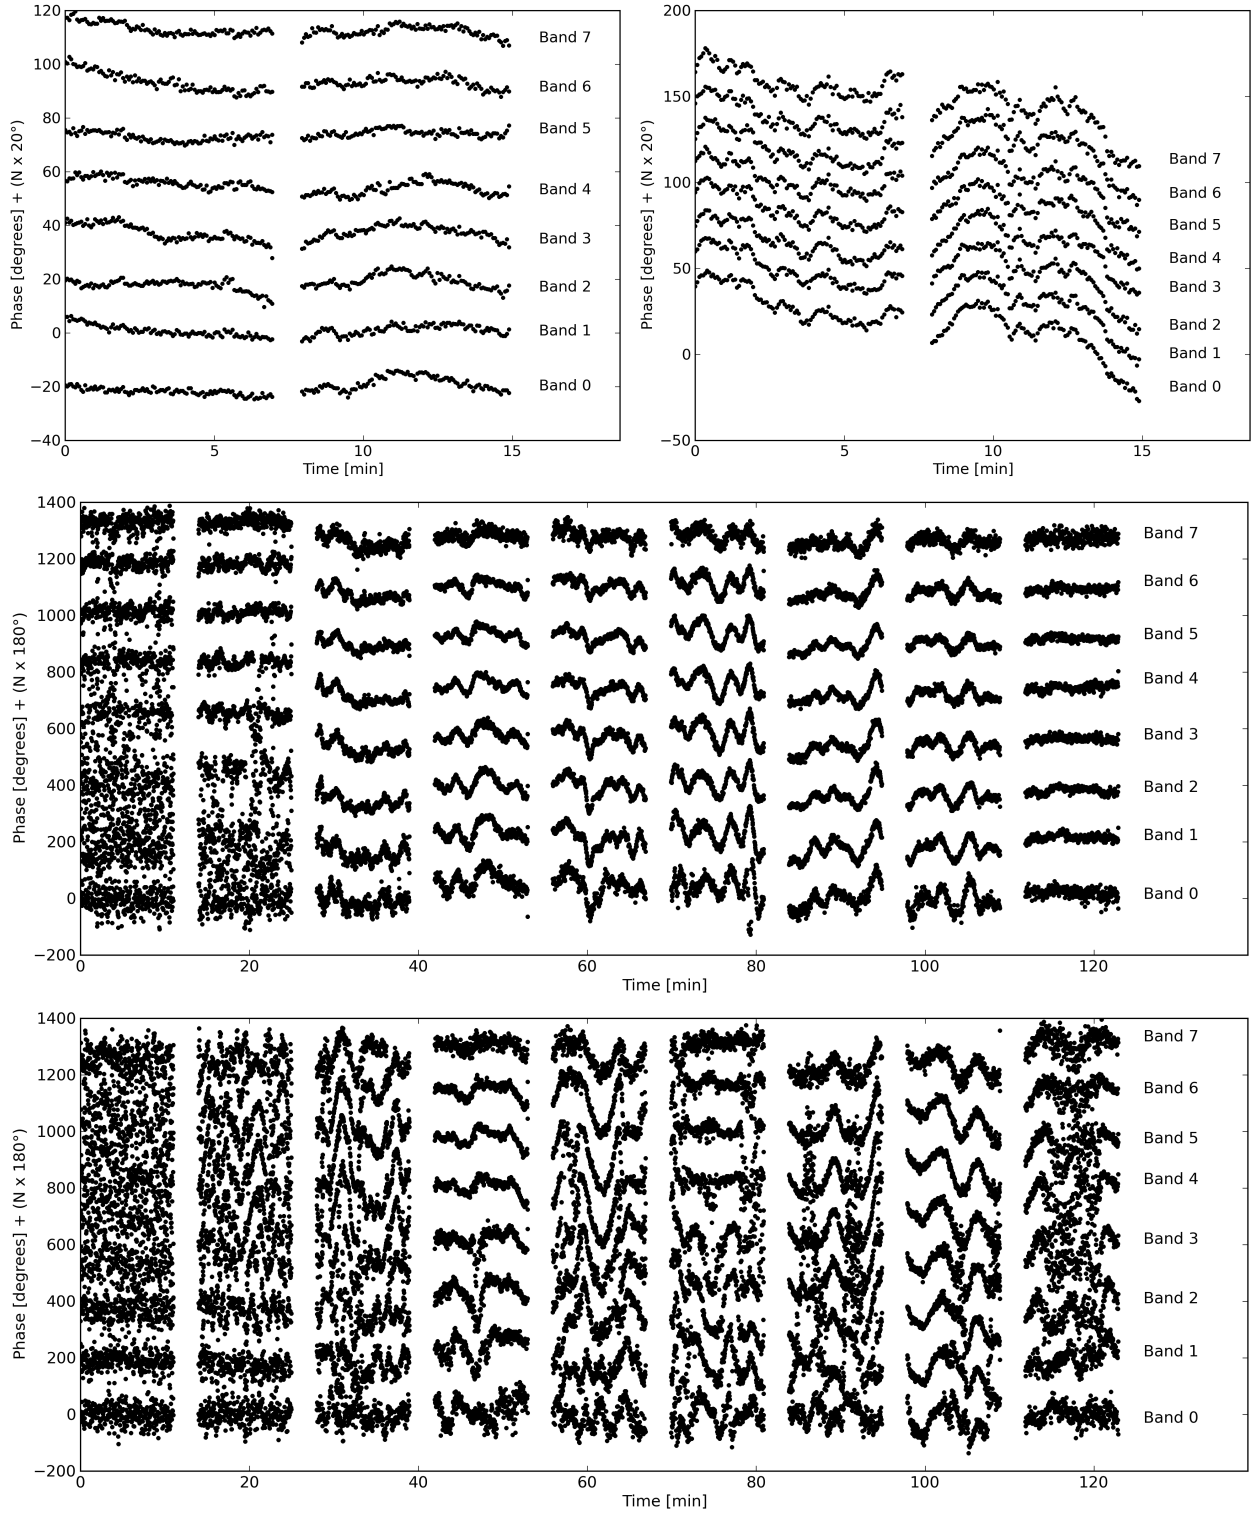 120
100
80
60
40
20
0
−20
−40
0
5
10
15
Phase [degrees] + (N x 20°)
Time [min]
Band 7
Band 6
Band 5
Band 4
Band 3
Band 2
Band 1
Band 0
200
150
100
50
0
−50
0
5
10
15
Phase [degrees] + (N x 20°)
Time [min]
Band 7
Band 6
Band 5
Band 4
Band 3
Band 2
Band 1
Band 0
1400
1200
1000
800
600
400
200
0
−200
0
20
40
60
80
100
120
Phase [degrees] + (N x 180°)
Time [min]
Band 7
Band 6
Band 5
Band 4
Band 3
Band 2
Band 1
Band 0
1400
1200
1000
800
600
400
200
0
−200
0
20
40
60
80
100
120
Phase [degrees] + (N x 180°)
Time [min]
Band 7
Band 6
Band 5
Band 4
Band 3
Band 2
Band 1
Band 0